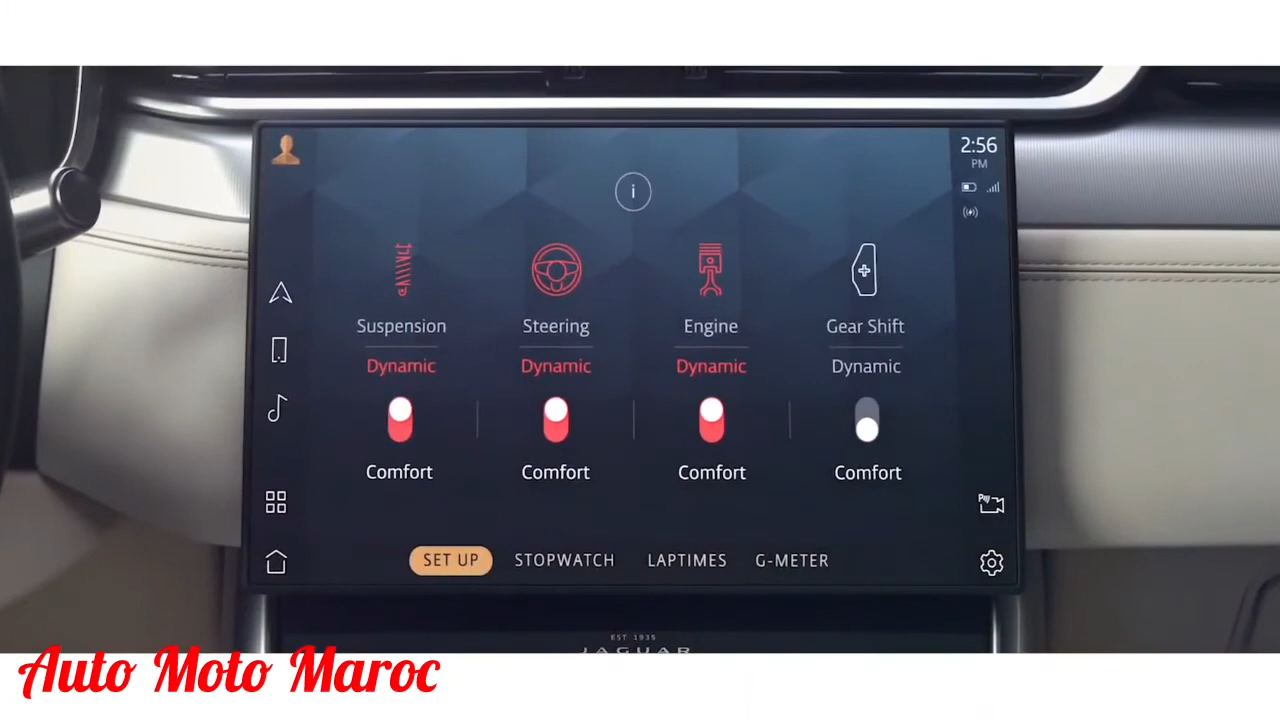 2:56
PM
i
Suspension Steering Engine Gear Shift
Dynamic Dynamic Dynamic Dynamic
Comfort Comfort Comfort Comfort
SET UP STOPWATCH LAPTIMES G-METER
EST 1935
JAGUAR
Auto Moto Maroc